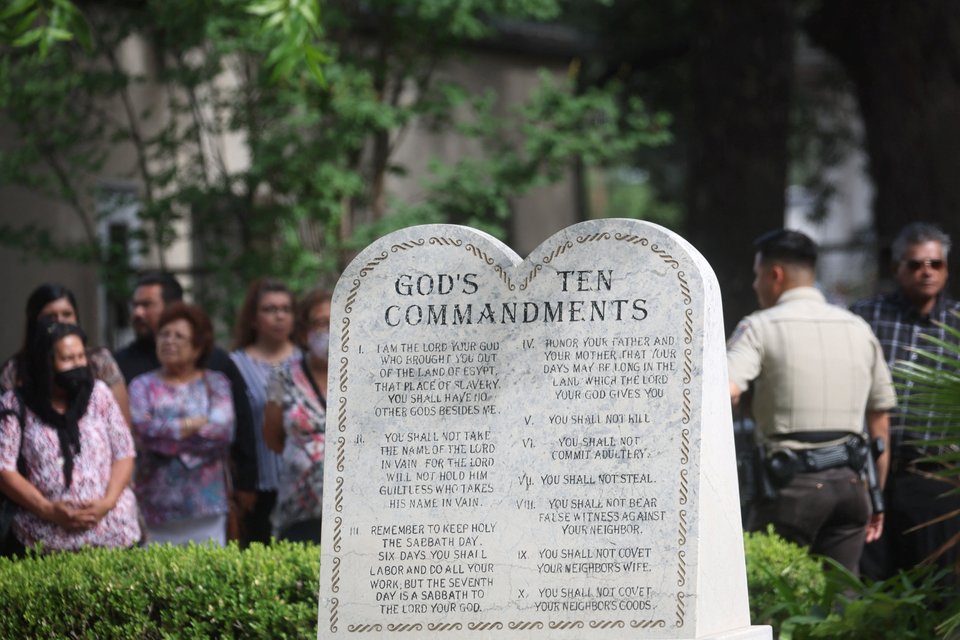 GOD'S TEN
COMMANDMENTS
I. I AM THE LORD YOUR GOD
WHO BROUGHT YOU OUT
OF THE LAND OF EGYPT,
THAT PLACE OF SLAVERY.
YOU SHALL HAVE NO
OTHER GODS BESIDES ME.
II. YOU SHALL NOT TAKE
THE NAME OF THE LORD
IN VAIN FOR THE LORD
WILL NOT HOLD HIM
GUILTLESS WHO TAKES
HIS NAME IN VAIN.
III REMEMBER TO KEEP HOLY
THE SABBATH DAY.
SIX DAYS YOU SHALL
LABOR AND DO ALL YOUR
WORK, BUT THE SEVENTH
DAY IS A SABBATH TO
THE LORD YOUR GOD.
IV. HONOR YOUR FATHER AND
YOUR MOTHER, THAT YOUR
DAYS MAY BE LONG IN THE
LAND WHICH THE LORD
YOUR GOD GIVES YOU
V. YOU SHALL NOT KILL
VI. YOU SHALL NOT
COMMIT ADULTERY.
VII. YOU SHALL NOT STEAL.
VIII. YOU SHALL NOT BEAR
FALSE WITNESS AGAINST
YOUR NEIGHBOR.
IX. YOU SHALL NOT COVET
YOUR NEIGHBOR'S WIFE.
X. YOU SHALL NOT COVET
YOUR NEIGHBOR'S GOODS.